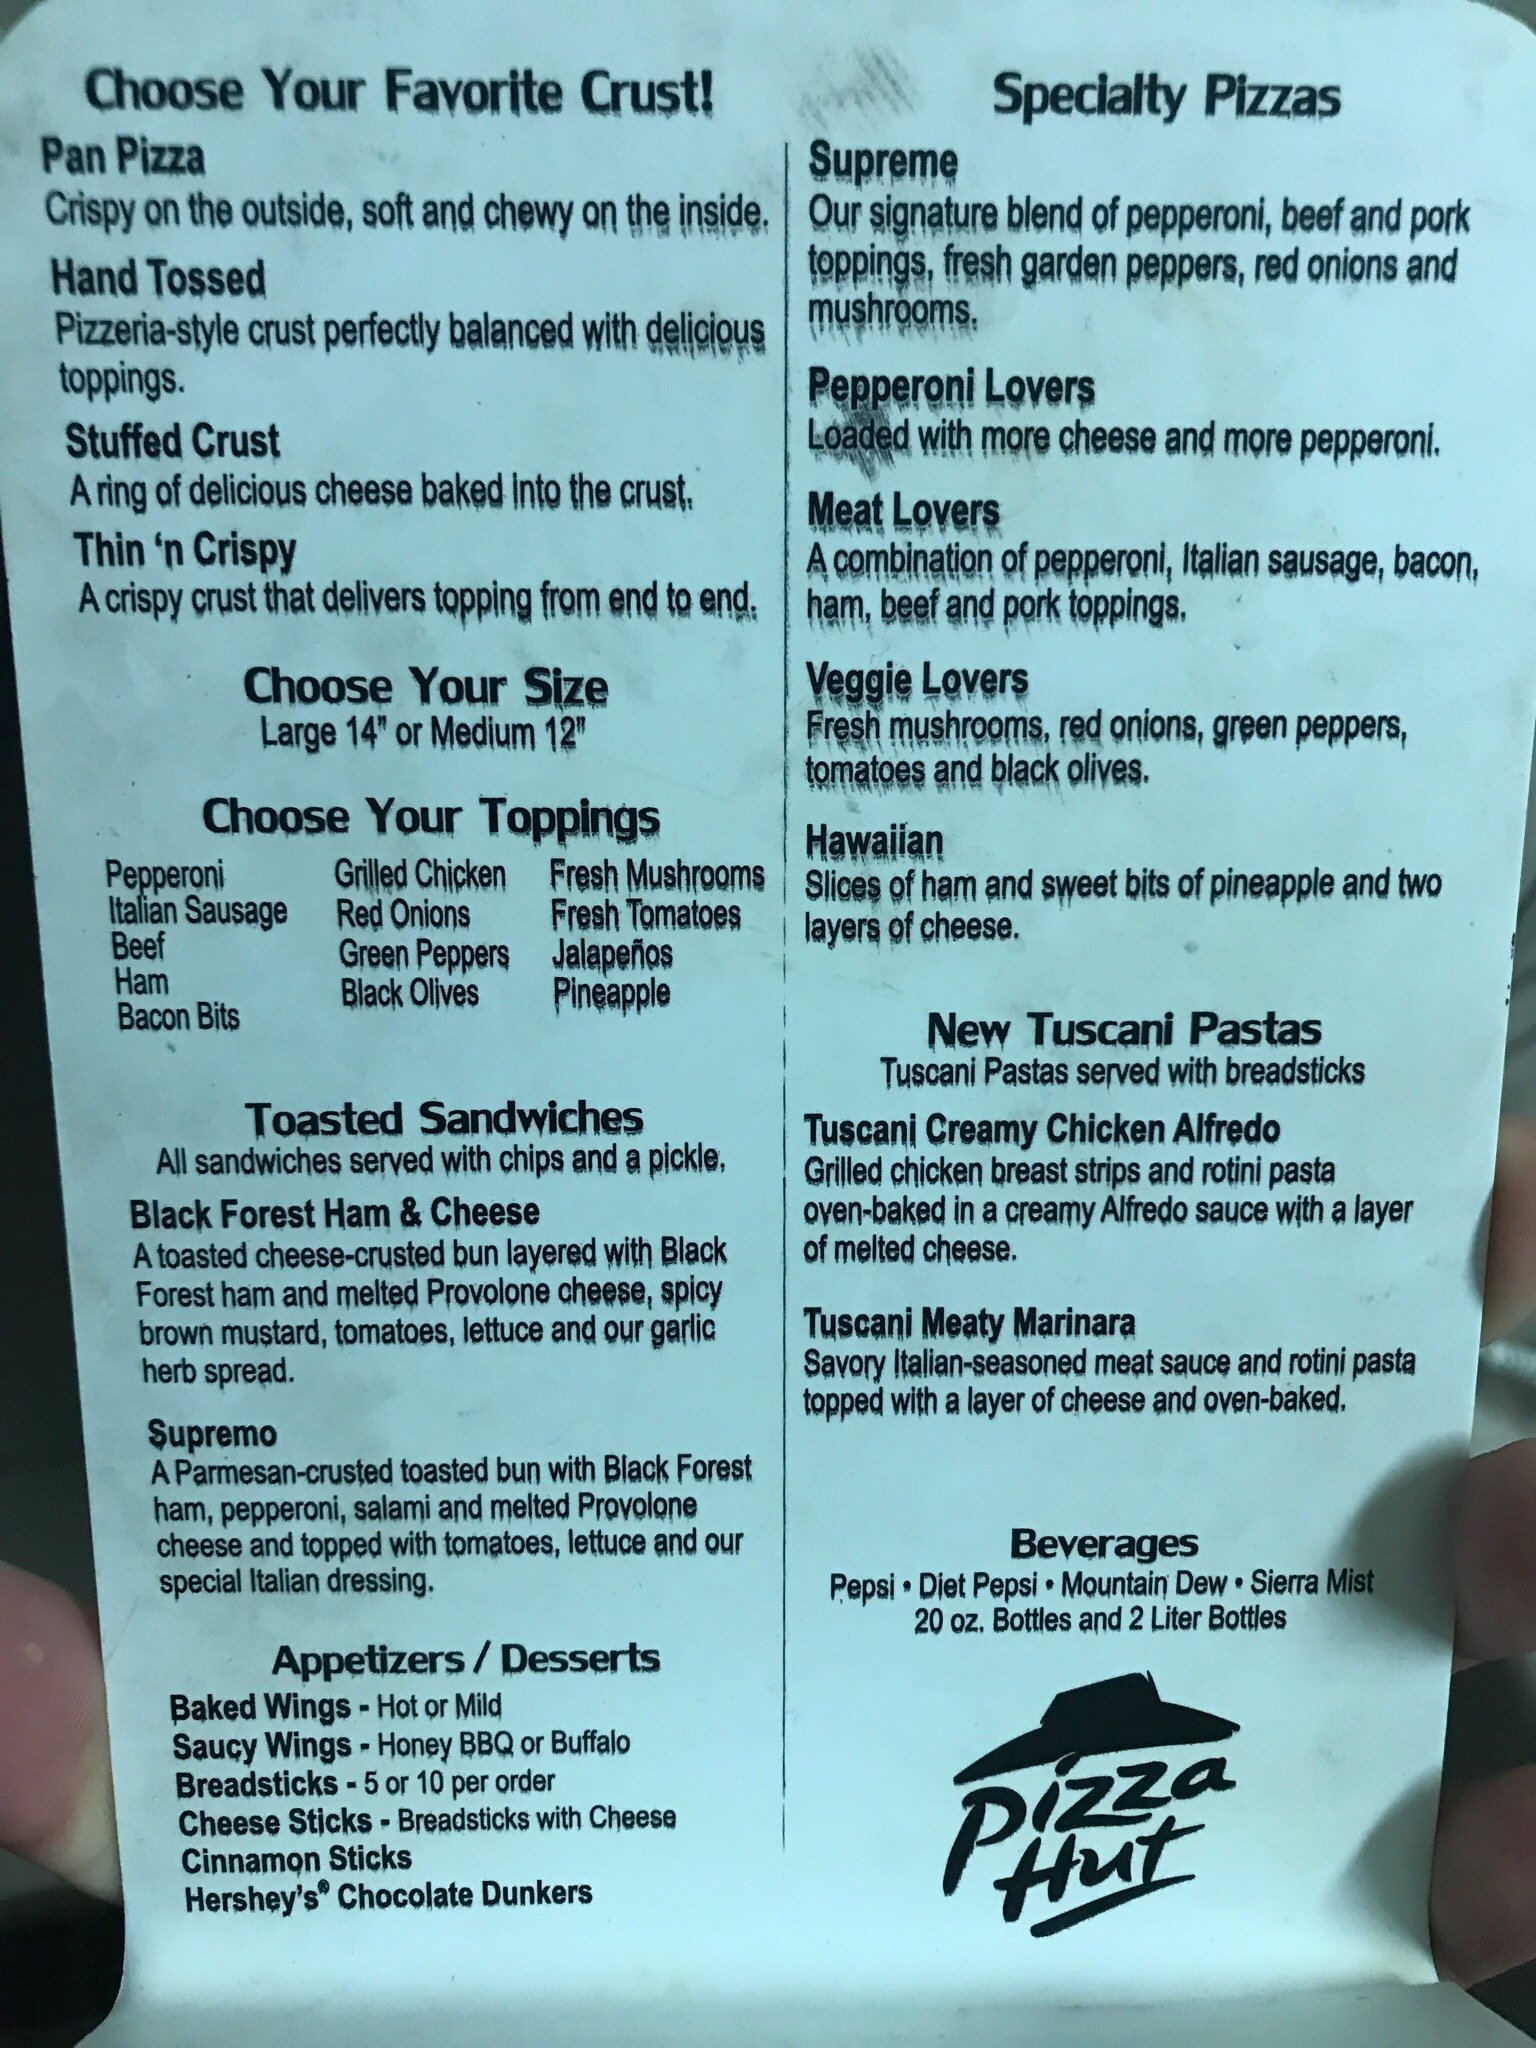 Choose Your Favorite Crust!
Pan Pizza
Crispy on the outside, soft and chewy on the inside.
Hand Tossed
Pizzeria-style crust perfectly balanced with delicious
toppings.
Stuffed Crust
A ring of delicious cheese baked into the crust.
Thin ‘n Crispy
A crispy crust that delivers topping from end to end.
Choose Your Size
Large 14" or Medium 12"
Choose Your Toppings
Pepperoni
Italian Sausage
Beef
Ham
Bacon Bits
Grilled Chicken
Red Onions
Green Peppers
Black Olives
Fresh Mushrooms
Fresh Tomatoes
Jalapeños
Pineapple
Toasted Sandwiches
All sandwiches served with chips and a pickle.
Black Forest Ham & Cheese
A toasted cheese-crusted bun layered with Black
Forest ham and melted Provolone cheese, spicy
brown mustard, tomatoes, lettuce and our garlic
herb spread.
Supremo
A Parmesan-crusted toasted bun with Black Forest
ham, pepperoni, salami and melted Provolone
cheese and topped with tomatoes, lettuce and our
special Italian dressing.
Appetizers / Desserts
Baked Wings - Hot or Mild
Saucy Wings - Honey BBQ or Buffalo
Breadsticks - 5 or 10 per order
Cheese Sticks - Breadsticks with Cheese
Cinnamon Sticks
Hershey's® Chocolate Dunkers
Specialty Pizzas
Supreme
Our signature blend of pepperoni, beef and pork
toppings, fresh garden peppers, red onions and
mushrooms.
Pepperoni Lovers
Loaded with more cheese and more pepperoni.
Meat Lovers
A combination of pepperoni, Italian sausage, bacon,
ham, beef and pork toppings.
Veggie Lovers
Fresh mushrooms, red onions, green peppers,
tomatoes and black olives.
Hawaiian
Slices of ham and sweet bits of pineapple and two
layers of cheese.
New Tuscani Pastas
Tuscani Pastas served with breadsticks
Tuscani Creamy Chicken Alfredo
Grilled chicken breast strips and rotini pasta
oven-baked in a creamy Alfredo sauce with a layer
of melted cheese.
Tuscani Meaty Marinara
Savory Italian-seasoned meat sauce and rotini pasta
topped with a layer of cheese and oven-baked.
Beverages
Pepsi • Diet Pepsi • Mountain Dew • Sierra Mist
20 oz. Bottles and 2 Liter Bottles
Pizza
Hut